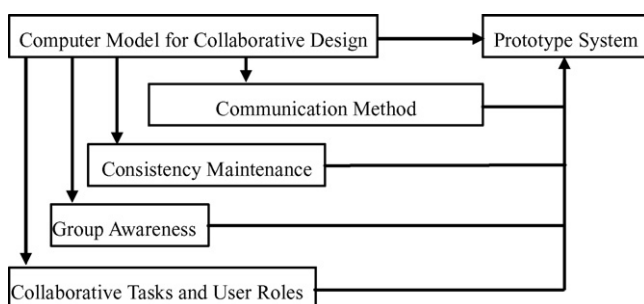 Computer Model for Collaborative Design
Prototype System
Communication Method
Consistency Maintenance
Group Awareness
Collaborative Tasks and User Roles